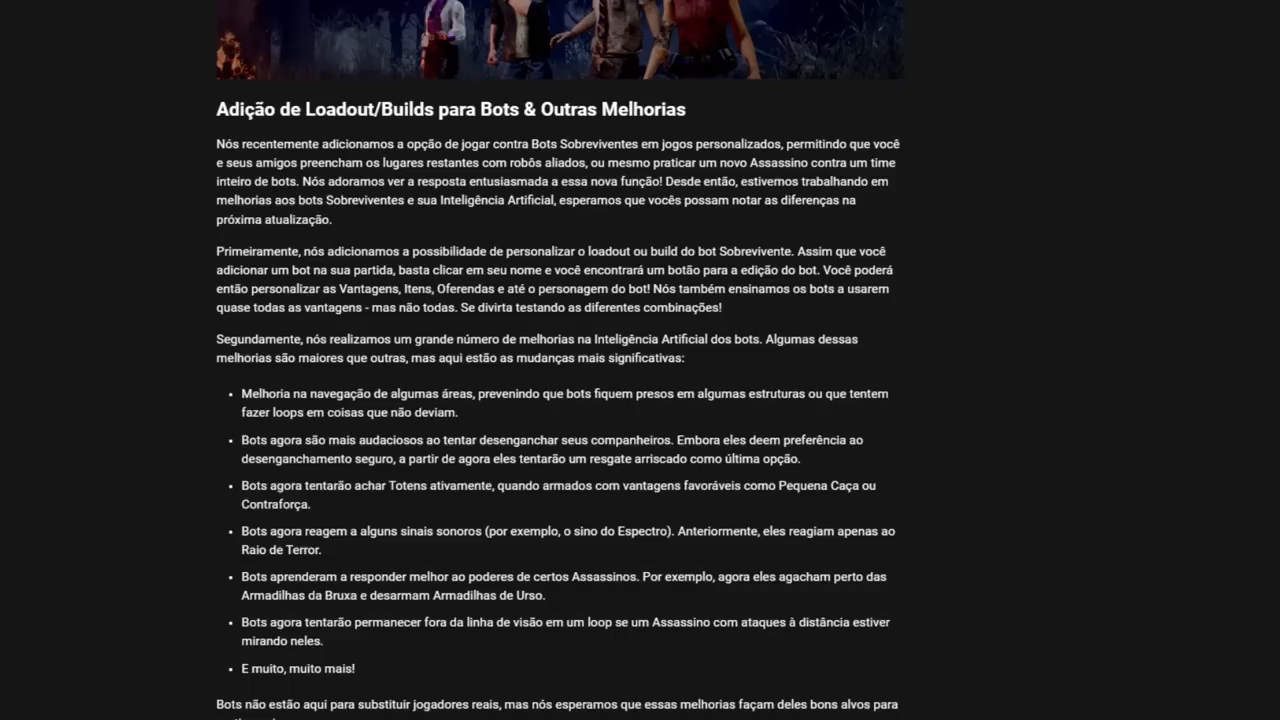 Adição de Loadout/Builds para Bots & Outras Melhorias
Nós recentemente adicionamos a opção de jogar contra Bots Sobreviventes em jogos personalizados, permitindo que você
e seus amigos preencham os lugares restantes com robôs aliados, ou mesmo praticar um novo Assassino contra um time
inteiro de bots. Nós adoramos ver a resposta entusiasmada a essa nova função! Desde então, estivemos trabalhando em
melhorias aos bots Sobreviventes e sua Inteligência Artificial, esperamos que vocês possam notar as diferenças na
próxima atualização.
Primeiramente, nós adicionamos a possibilidade de personalizar o loadout ou build do bot Sobrevivente. Assim que você
adicionar um bot na sua partida, basta clicar em seu nome e você encontrará um botão para a edição do bot. Você poderá
então personalizar as Vantagens, Itens, Oferendas e até o personagem do bot! Nós também ensinamos os bots a usarem
quase todas as vantagens - mas não todas. Se divirta testando as diferentes combinações!
Segundamente, nós realizamos um grande número de melhorias na Inteligência Artificial dos bots. Algumas dessas
melhorias são maiores que outras, mas aqui estão as mudanças mais significativas:
• Melhoria na navegação de algumas áreas, prevenindo que bots fiquem presos em algumas estruturas ou que tentem
fazer loops em coisas que não deviam.
• Bots agora são mais audaciosos ao tentar desenganchar seus companheiros. Embora eles deem preferência ao
desenganchamento seguro, a partir de agora eles tentarão um resgate arriscado como última opção.
• Bots agora tentarão achar Totens ativamente, quando armados com vantagens favoráveis como Pequena Caça ou
Contraforça.
• Bots agora reagem a alguns sinais sonoros (por exemplo, o sino do Espectro). Anteriormente, eles reagiam apenas ao
Raio de Terror.
• Bots aprenderam a responder melhor ao poderes de certos Assassinos. Por exemplo, agora eles agacham perto das
Armadilhas da Bruxa e desarmam Armadilhas de Urso.
• Bots agora tentarão permanecer fora da linha de visão em um loop se um Assassino com ataques à distância estiver
mirando neles.
• E muito, muito mais!
Bots não estão aqui para substituir jogadores reais, mas nós esperamos que essas melhorias façam deles bons alvos para